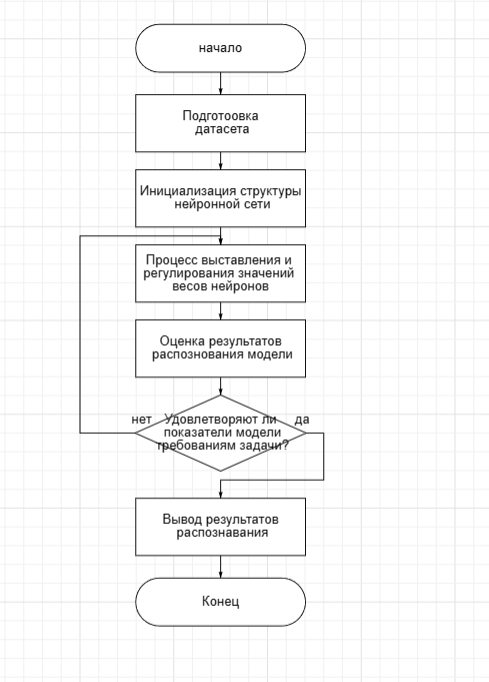 начало
Подготоовка
датасета
Инициализация структуры
нейронной сети
Процесс выставления и
регулирования значений
весов нейронов
Оценка результатов
распознования модели
нет
Удовлетворяют ли
показатели модели
требованиям задачи?
да
Вывод результатов
распознавания
Конец